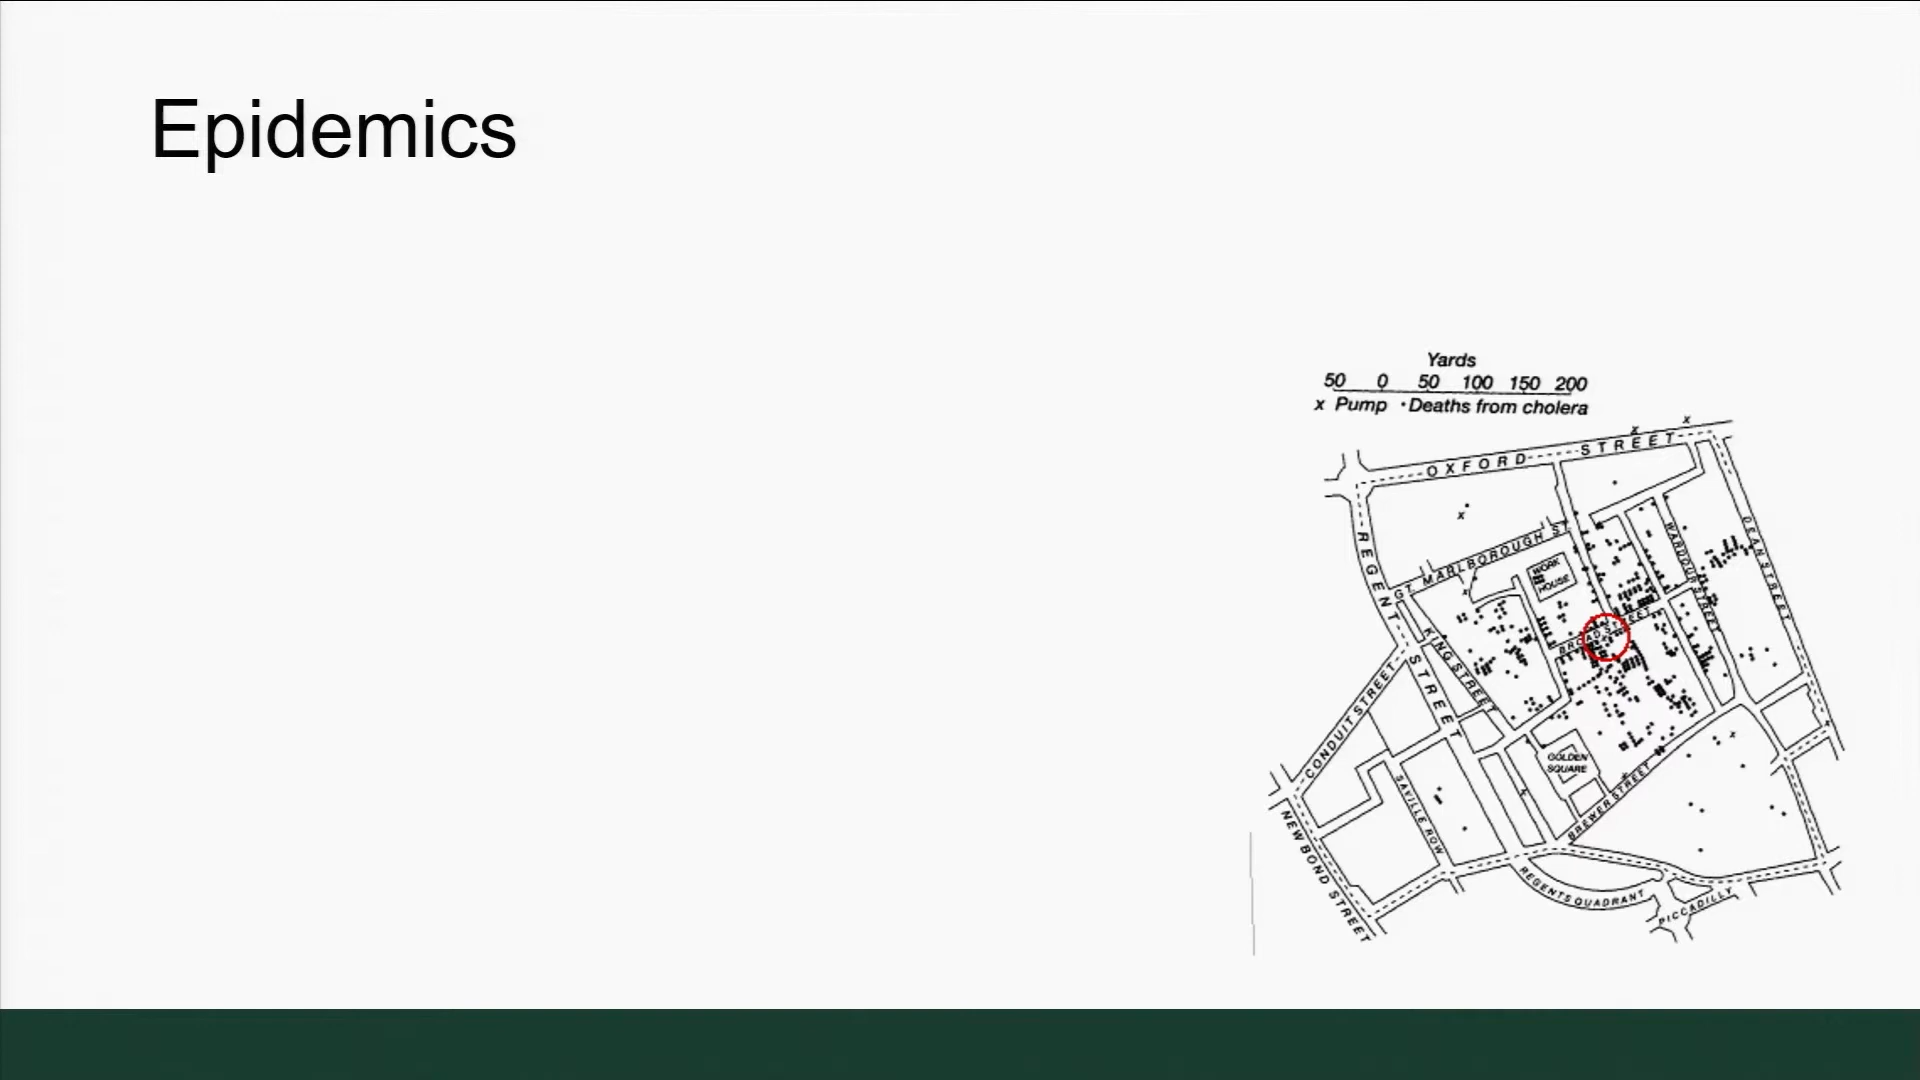 Epidemics
Yards
50 0 50 100 150 200
x Pump • Deaths from cholera
OXFORD STREET
REGENT STREET
GT. MARLBOROUGH ST.
WORK
HOUSE
WARDOUR STREET
DEAN STREET
BROAD STREET
KING STREET
CONDUIT STREET
GOLDEN
SQUARE
SAVILLE ROW
BREWER STREET
NEW BOND STREET
REGENTS QUADRANT
PICCADILLY